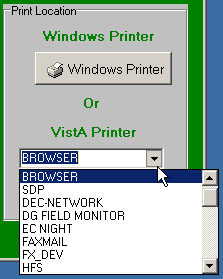 Print Location
Windows Printer
Windows Printer
Or
VistA Printer
BROWSER
BROWSER
SDP
DEC-NETWORK
DG FIELD MONITOR
EC NIGHT
FAXMAIL
FX_DEV
HFS